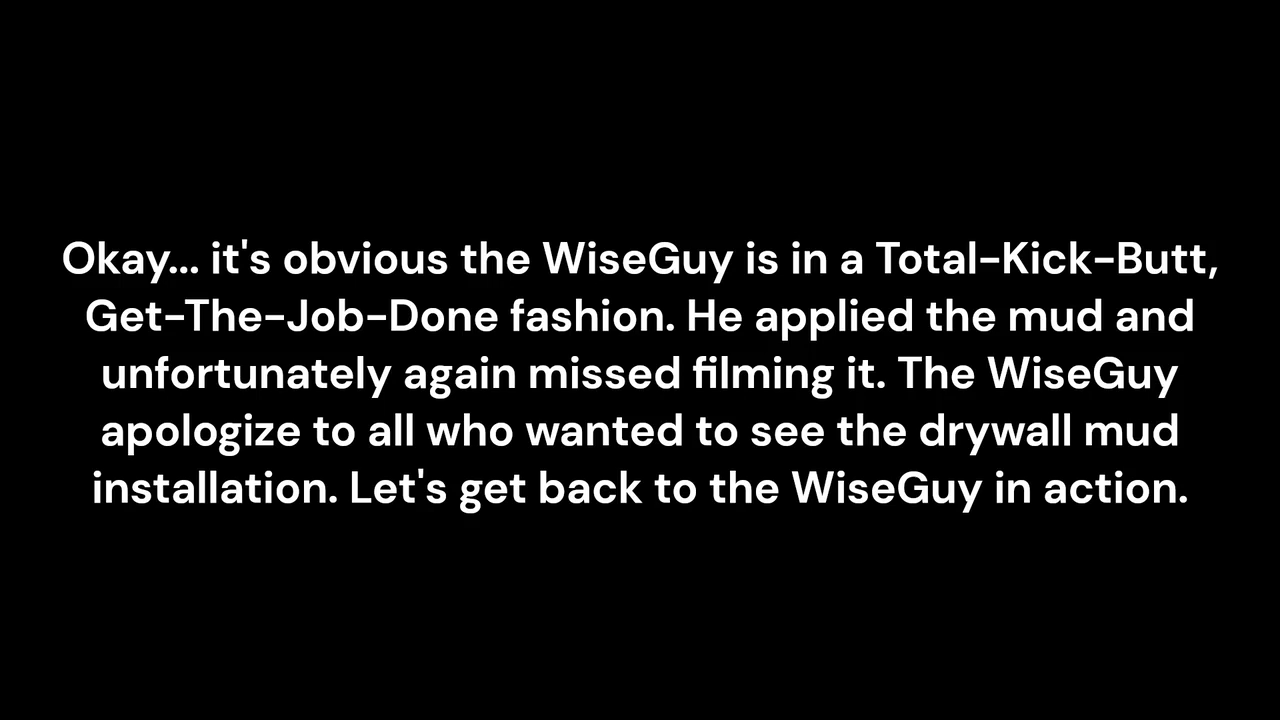 Okay... it's obvious the WiseGuy is in a Total-Kick-Butt,
Get-The-Job-Done fashion. He applied the mud and
unfortunately again missed filming it. The WiseGuy
apologize to all who wanted to see the drywall mud
installation. Let's get back to the WiseGuy in action.